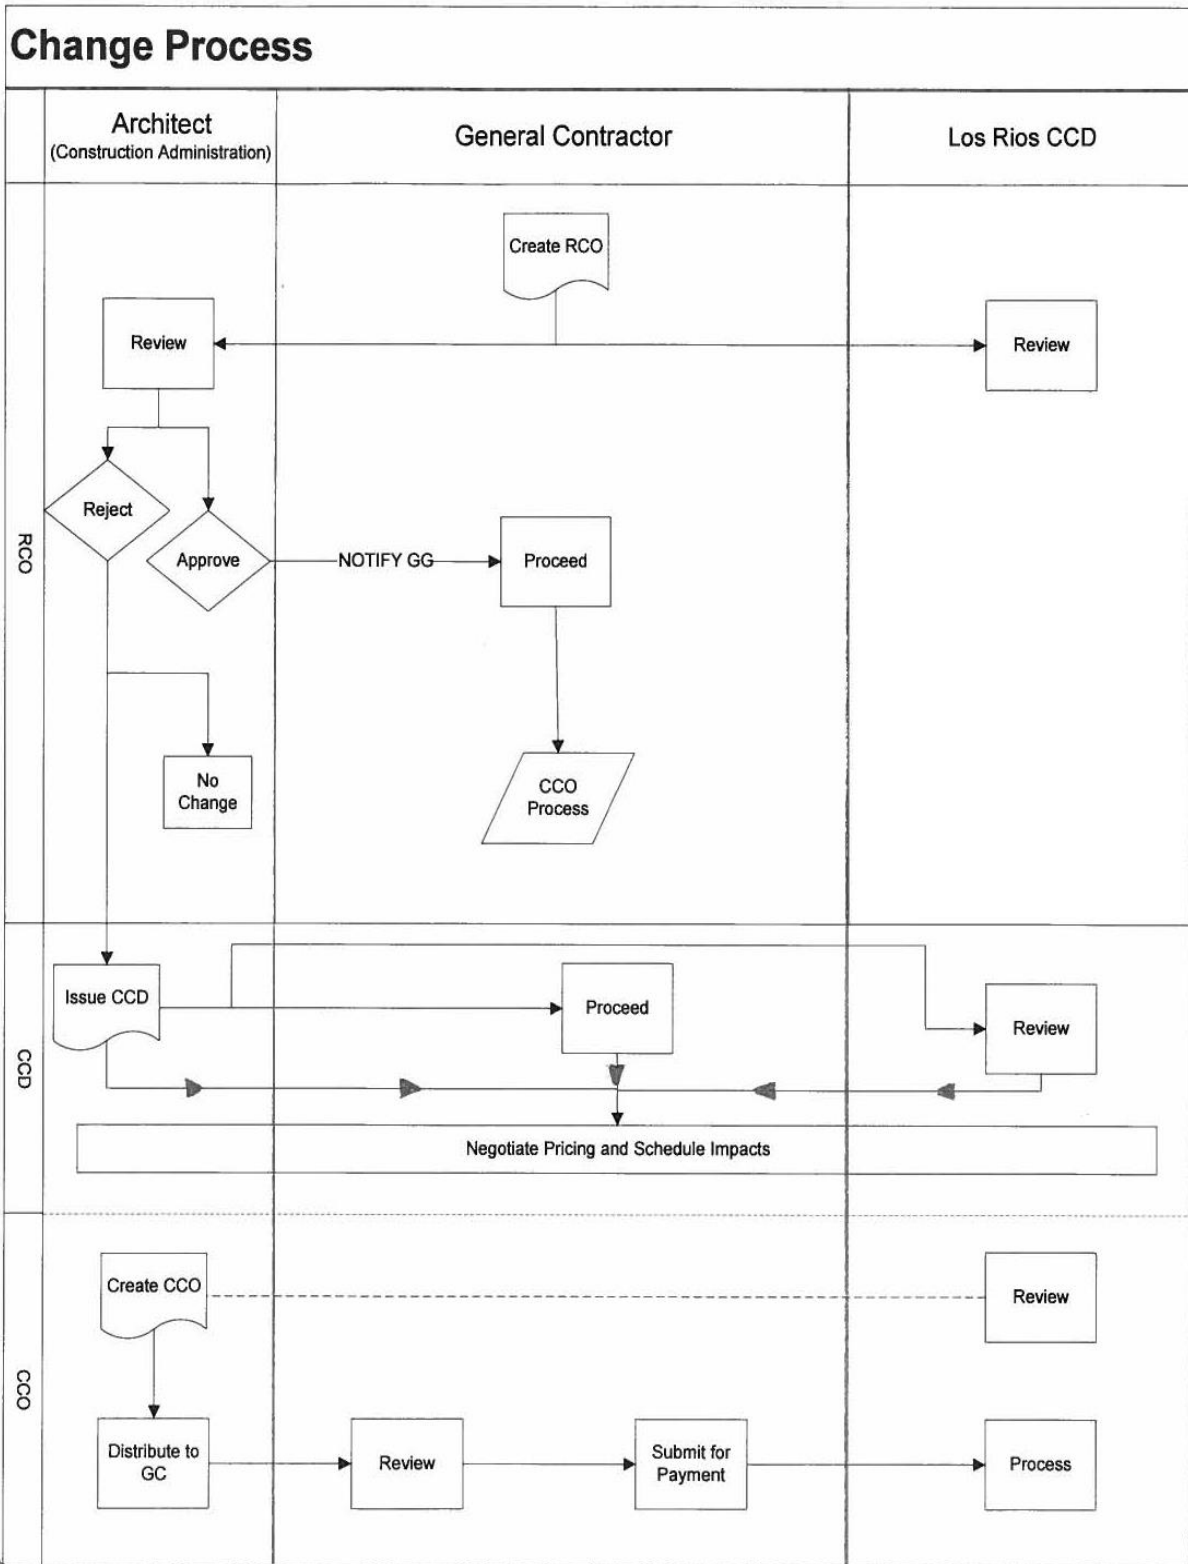 Change Process
Architect
(Construction Administration)
General Contractor
Los Rios CCD
RCO
Create RCO
Review
Review
Reject
Approve
NOTIFY GG
Proceed
No
Change
CCO
Process
CCD
Issue CCD
Proceed
Review
Negotiate Pricing and Schedule Impacts
CCO
Create CCO
Review
Distribute to
GC
Review
Submit for
Payment
Process